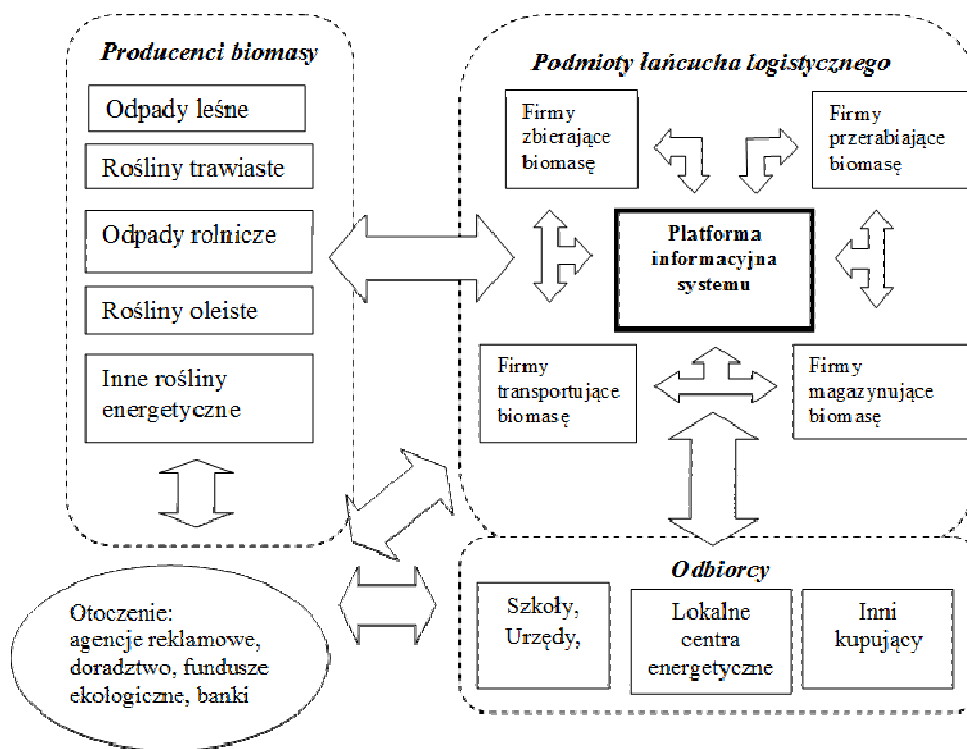 Producenci biomasy
Odpady leśne
Rośliny trawiaste
Odpady rolnicze
Rośliny oleiste
Inne rośliny
energetyczne
Podmioty łańcucha logistycznego
Firmy
zbierające
biomasę
Firmy
przerabiające
biomasę
Platforma
informacyjna
systemu
Firmy
transportujące
biomasę
Firmy
magazynujące
biomasę
Odbiorcy
Szkoły,
Urzędy,
Lokalne
centra
energetyczne
Inni
kupujący
Otoczenie:
agencje reklamowe,
doradztwo, fundusze
ekologiczne, banki